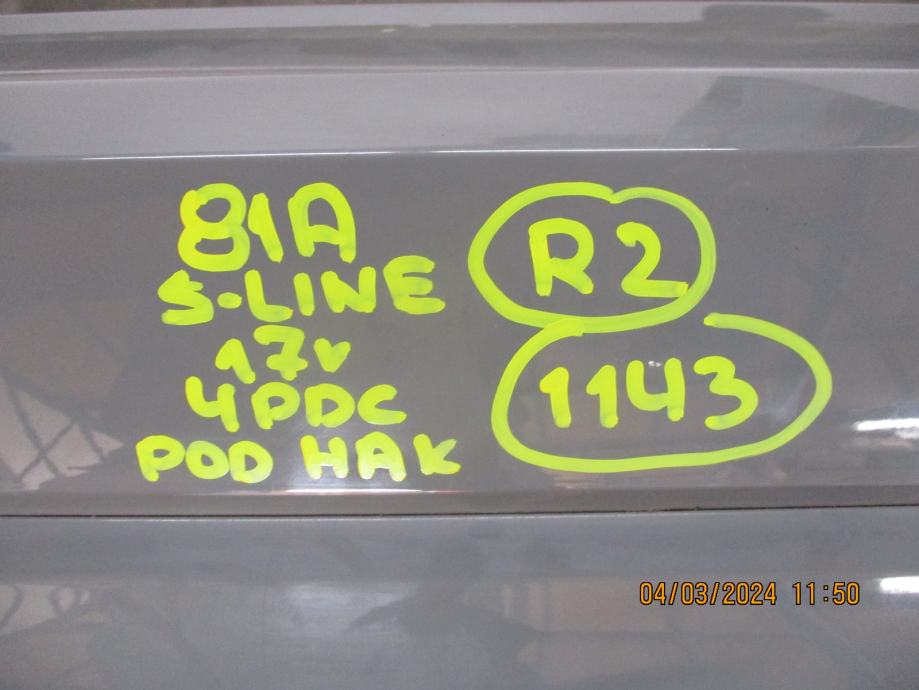 81A
S-LINE
17v
4PDC
POD HAK
R2
1143
04/03/2024 11:50